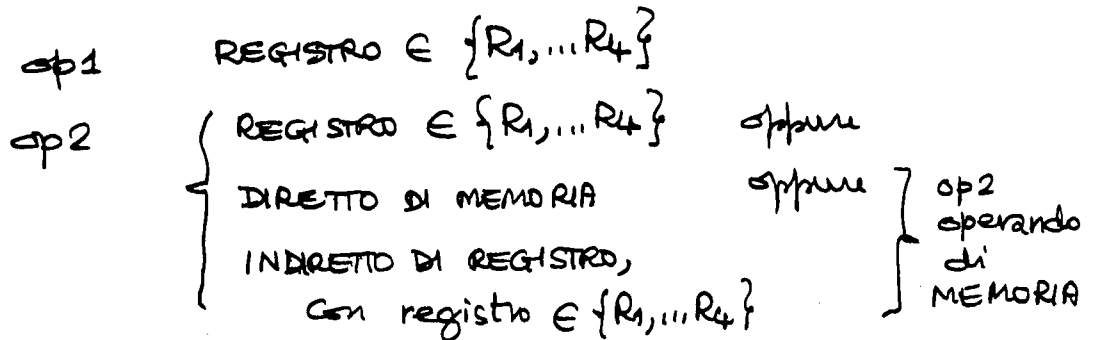 op1 REGISTRO ∈ {R1, ... R4}
op2 REGISTRO ∈ {R1, ... R4} oppure
DIRETTO DI MEMORIA oppure
INDIRETTO DI REGISTRO,
con registro ∈ {R1, ... R4}
op2
operando
di
MEMORIA